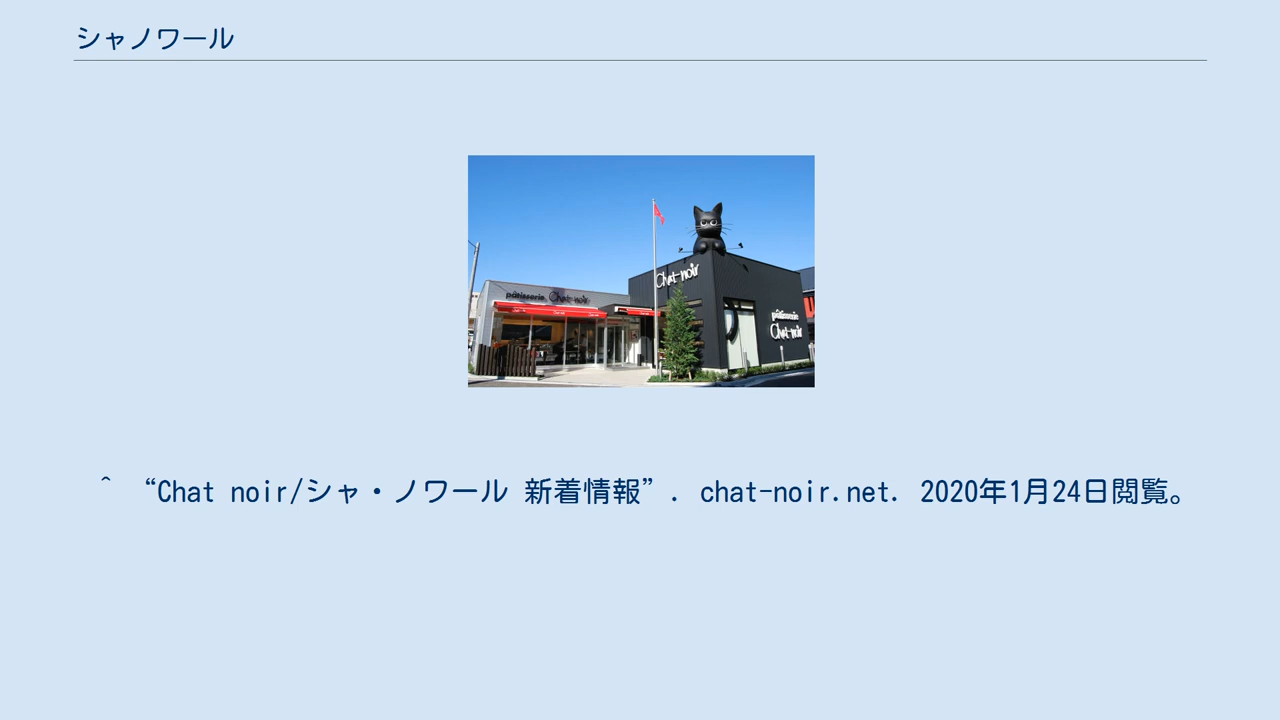 シャノワール
Chat noir
pâtisserie Chat noir
pâtisserie
Chat noir
^ “Chat noir/シャ・ノワール 新着情報”. chat-noir.net. 2020年1月24日閲覧。